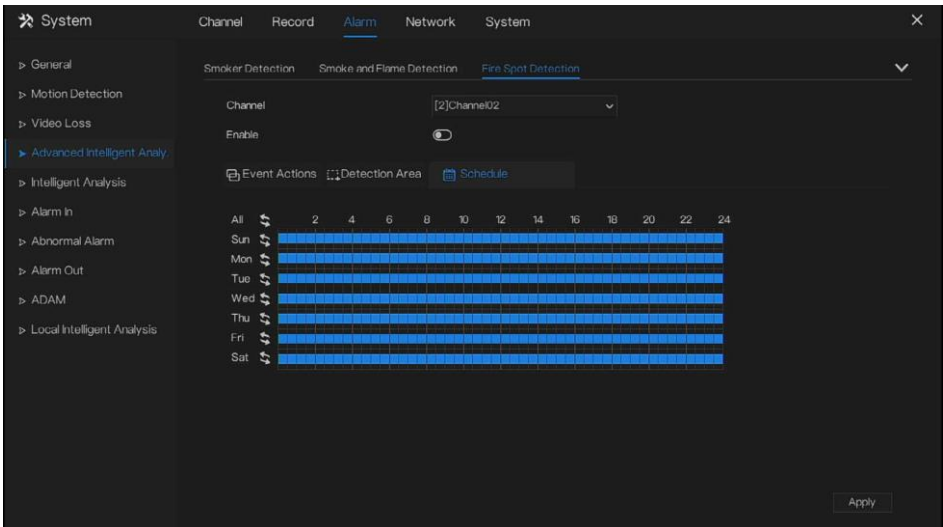 System Channel Record Alarm Network System
General
Smoker Detection Smoke and Flame Detection Fire Spot Detection
Motion Detection
Channel [2]Channel02
Video Loss
Enable
Advanced Intelligent Analy.
Event Actions Detection Area Schedule
Intelligent Analysis
Alarm In
All 2 4 6 8 10 12 14 16 18 20 22 24
Sun
Abnormal Alarm
Mon
Alarm Out
Tue
ADAM
Wed
Thu
Local Intelligent Analysis
Fri
Sat
Apply